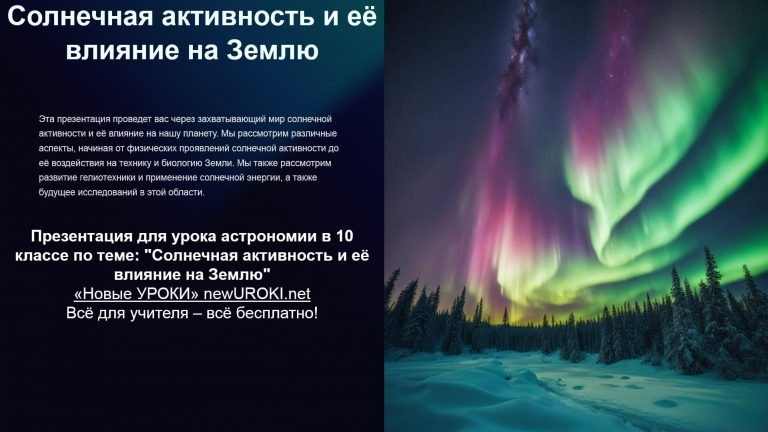 Солнечная активность и её
влияние на Землю
Эта презентация проведет вас через захватывающий мир солнечной
активности и её влияние на нашу планету. Мы рассмотрим различные
аспекты, начиная от физических проявлений солнечной активности до
её воздействия на технику и биологию Земли. Мы также рассмотрим
развитие гелиотехники и применение солнечной энергии, а также
будущее исследований в этой области.
Презентация для урока астрономии в 10
классе по теме: "Солнечная активность и её
влияние на Землю"
«Новые УРОКИ» newUROKI.net
Всё для учителя – всё бесплатно!